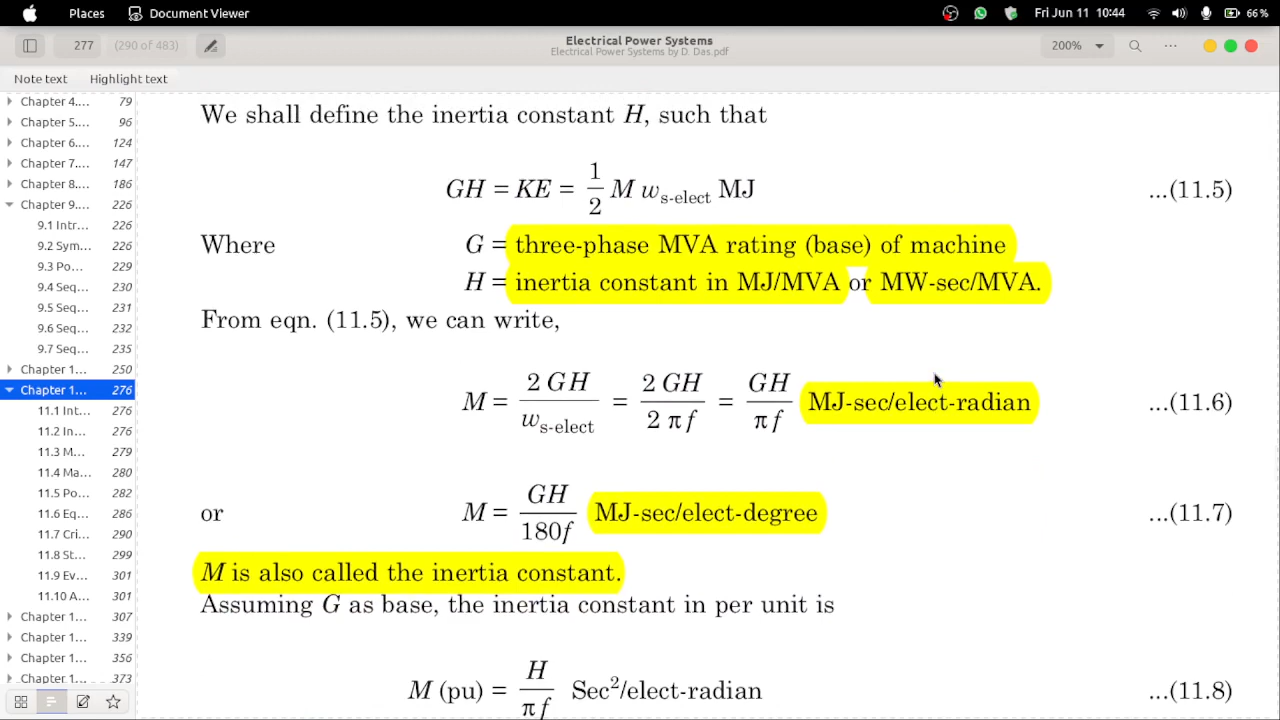 Places
Document Viewer
Fri Jun 11 10:44
66 %
277
(290 of 483)
Electrical Power Systems
Electrical Power Systems by D. Das.pdf
200%
Note text
Highlight text
Chapter 4.... 79
Chapter 5.... 96
Chapter 6.... 124
Chapter 7.... 147
Chapter 8.... 186
Chapter 9.... 226
9.1 Intr... 226
9.2 Sym... 226
9.3 Po... 229
9.4 Seq... 230
9.5 Seq... 231
9.6 Seq... 232
9.7 Seq... 235
Chapter 1... 250
Chapter 1... 276
11.1 Int... 276
11.2 In... 276
11.3 M... 279
11.4 Ma... 280
11.5 Po... 282
11.6 Eq... 286
11.7 Cri... 290
11.8 St... 299
11.9 Ev... 301
11.10 A... 301
Chapter 1... 307
Chapter 1... 339
Chapter 1... 356
Chapter 1... 373
We shall define the inertia constant H, such that
GH = KE = 1/2 M w_s-elect MJ ...(11.5)
Where G = three-phase MVA rating (base) of machine
H = inertia constant in MJ/MVA or MW-sec/MVA.
From eqn. (11.5), we can write,
M = 2 GH/w_s-elect = 2 GH/2 π f = GH/π f MJ-sec/elect-radian ...(11.6)
or M = GH/180f MJ-sec/elect-degree ...(11.7)
M is also called the inertia constant.
Assuming G as base, the inertia constant in per unit is
M (pu) = H/π f Sec²/elect-radian ...(11.8)